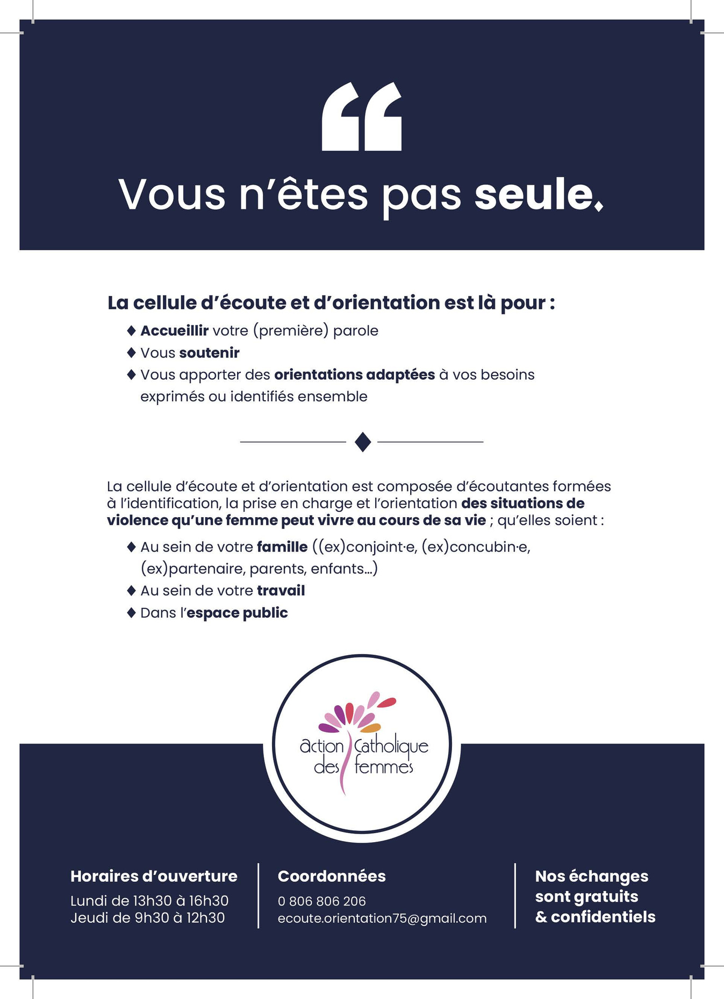 “
Vous n’êtes pas seule.
La cellule d’écoute et d’orientation est là pour :
♦ Accueillir votre (première) parole
♦ Vous soutenir
♦ Vous apporter des orientations adaptées à vos besoins
exprimés ou identifiés ensemble
La cellule d’écoute et d’orientation est composée d’écoutantes formées
à l’identification, la prise en charge et l’orientation des situations de
violence qu’une femme peut vivre au cours de sa vie ; qu’elles soient :
♦ Au sein de votre famille ((ex)conjoint·e, (ex)concubin·e,
(ex)partenaire, parents, enfants...)
♦ Au sein de votre travail
♦ Dans l’espace public
action Catholique
des femmes
Horaires d’ouverture
Lundi de 13h30 à 16h30
Jeudi de 9h30 à 12h30
Coordonnées
0 806 806 206
ecoute.orientation75@gmail.com
Nos échanges
sont gratuits
& confidentiels